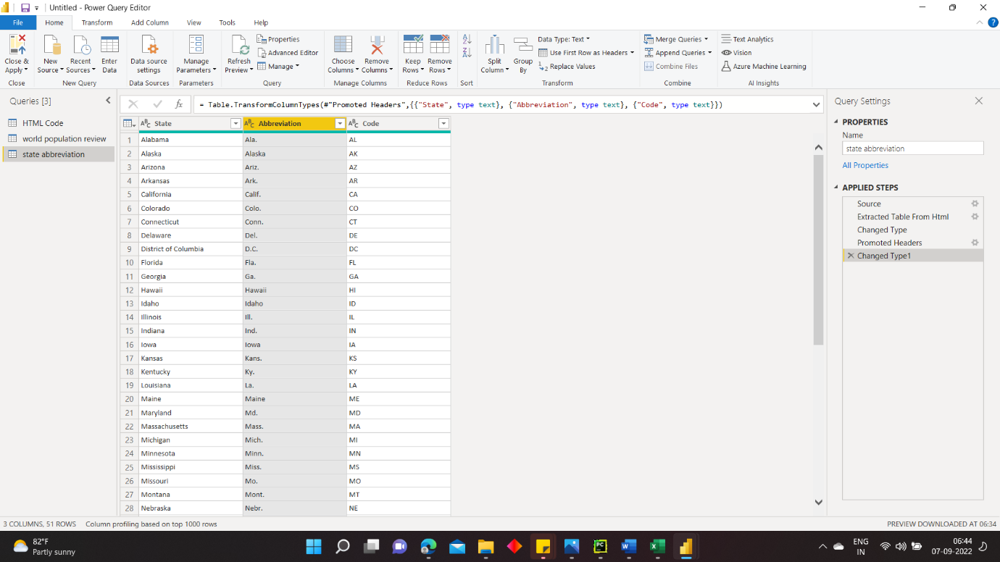 Untitled - Power Query Editor
File Home Transform Add Column View Tools Help
Close & Apply
New Source
Recent Sources
Enter Data
Data source settings
Manage Parameters
Refresh Preview
Properties
Advanced Editor
Manage
Choose Columns
Remove Columns
Keep Rows
Remove Rows
Split Column
Group By
Data Type: Text
Use First Row as Headers
Replace Values
Merge Queries
Append Queries
Combine Files
Text Analytics
Vision
Azure Machine Learning
Close New Query Data Sources Parameters Query Manage Columns Reduce Rows Sort Transform Combine AI Insights
Queries [3]
HTML Code
world population review
state abbreviation
fx = Table.TransformColumnTypes(#"Promoted Headers",{{"State", type text}, {"Abbreviation", type text}, {"Code", type text}})
ABC State ABC Abbreviation ABC Code
1 Alabama Ala. AL
2 Alaska Alaska AK
3 Arizona Ariz. AZ
4 Arkansas Ark. AR
5 California Calif. CA
6 Colorado Colo. CO
7 Connecticut Conn. CT
8 Delaware Del. DE
9 District of Columbia D.C. DC
10 Florida Fla. FL
11 Georgia Ga. GA
12 Hawaii Hawaii HI
13 Idaho Idaho ID
14 Illinois Ill. IL
15 Indiana Ind. IN
16 Iowa Iowa IA
17 Kansas Kans. KS
18 Kentucky Ky. KY
19 Louisiana La. LA
20 Maine Maine ME
21 Maryland Md. MD
22 Massachusetts Mass. MA
23 Michigan Mich. MI
24 Minnesota Minn. MN
25 Mississippi Miss. MS
26 Missouri Mo. MO
27 Montana Mont. MT
28 Nebraska Nebr. NE
Query Settings
PROPERTIES
Name
state abbreviation
All Properties
APPLIED STEPS
Source
Extracted Table From Html
Changed Type
Promoted Headers
Changed Type1
3 COLUMNS, 51 ROWS Column profiling based on top 1000 rows
PREVIEW DOWNLOADED AT 06:34
82°F
Partly sunny
ENG
IN
06:44
07-09-2022